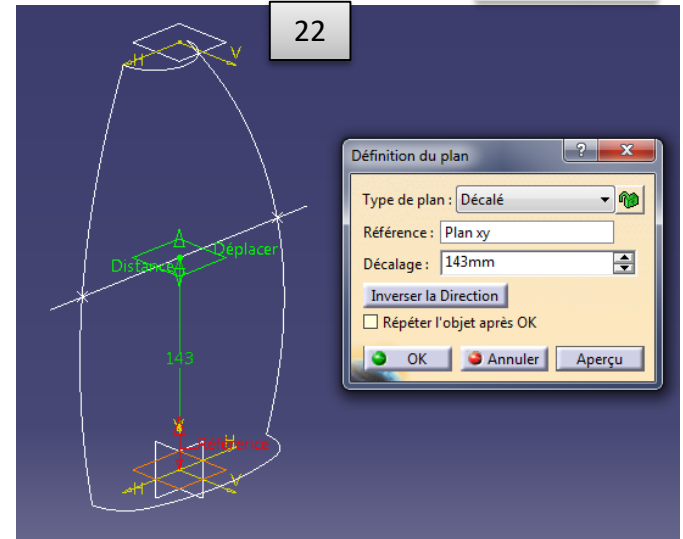 22
H V
Déplacer
Distance
143
Référence
H
H V
Définition du plan
?
X
Type de plan : Décalé
Référence : Plan xy
Décalage : 143mm
Inverser la Direction
Répéter l'objet après OK
OK Annuler Aperçu